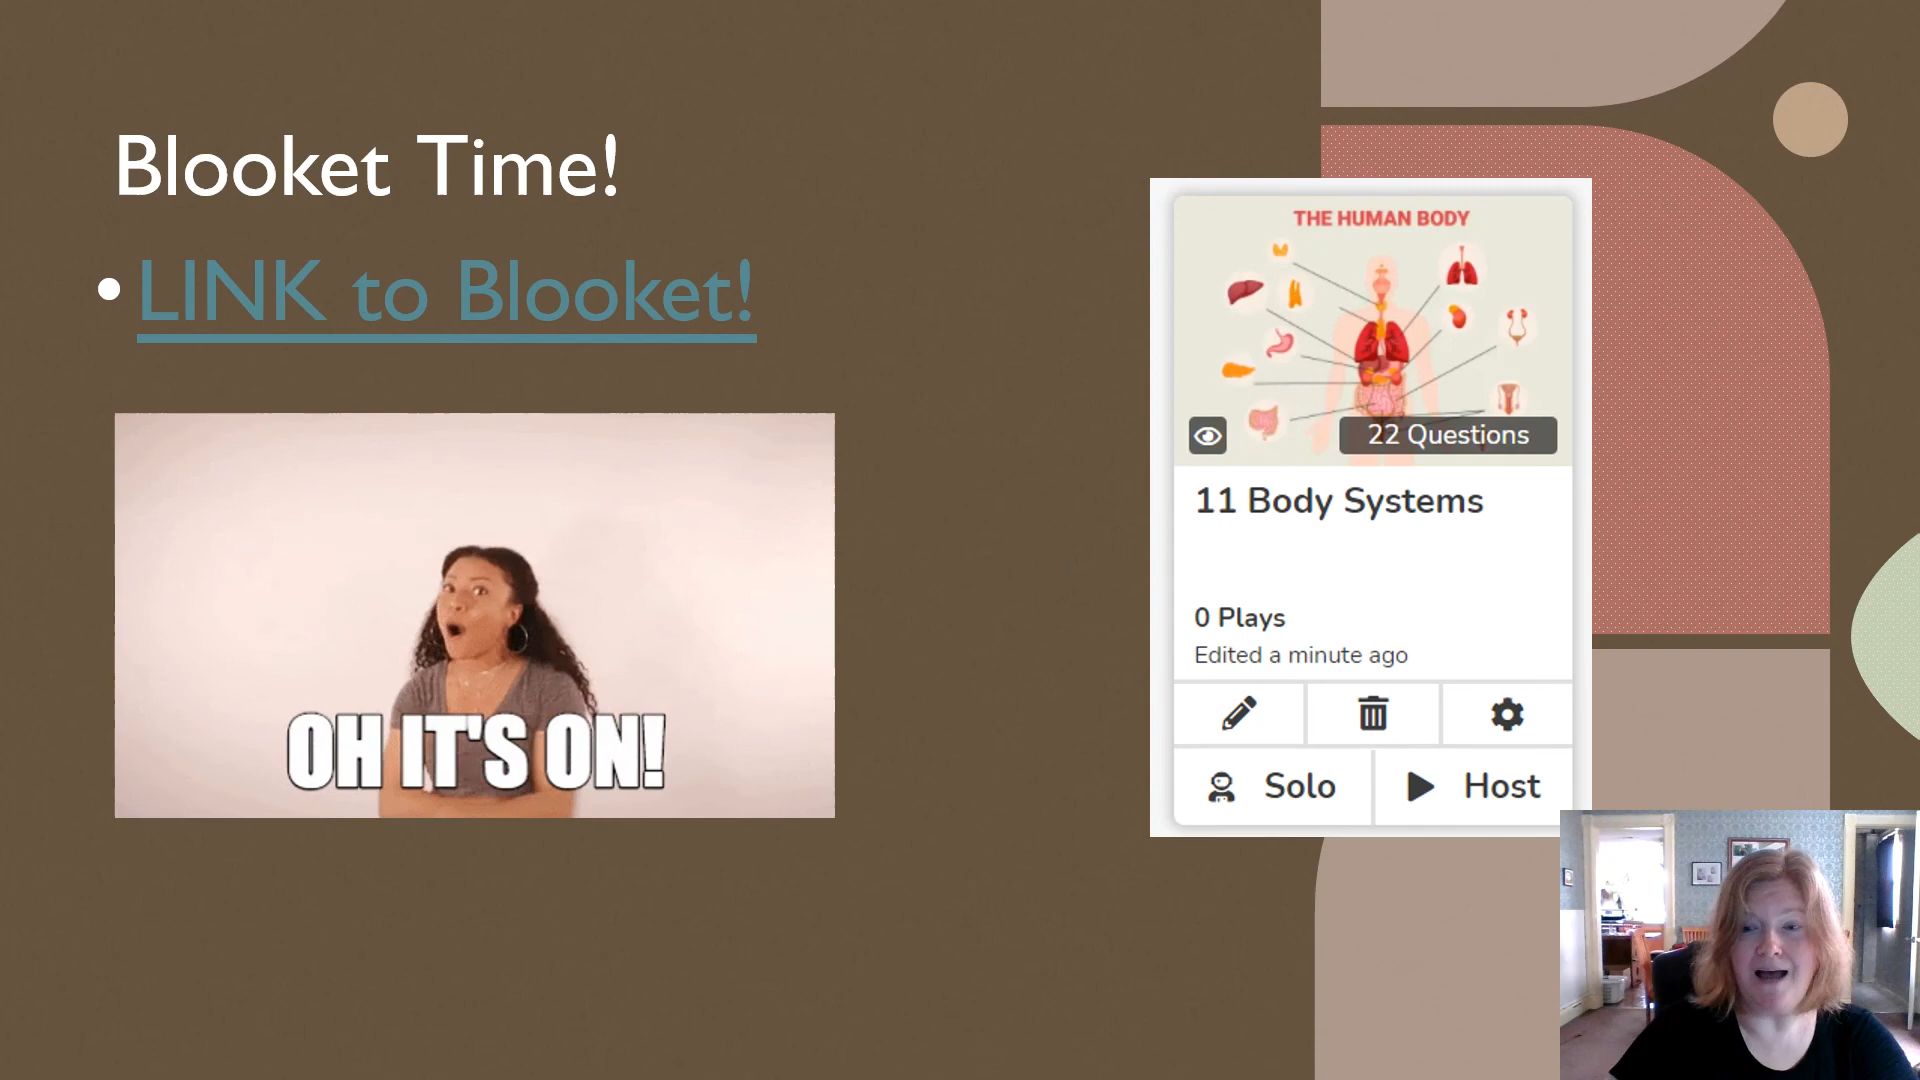 Blooket Time!
• LINK to Blooket!
OH IT'S ON!
THE HUMAN BODY
22 Questions
11 Body Systems
0 Plays
Edited a minute ago
Solo
Host